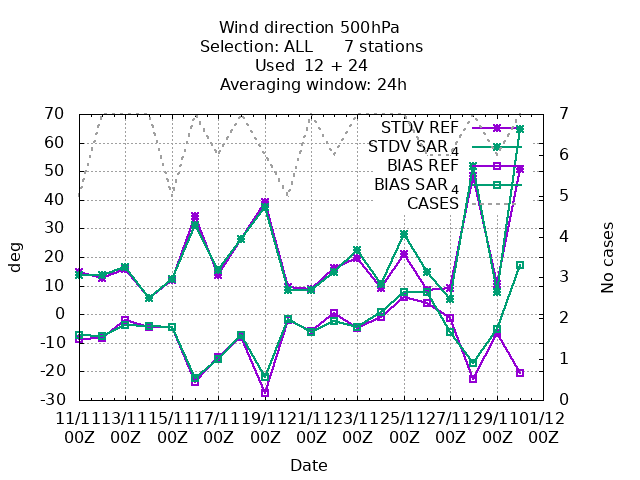 Wind direction 500hPa
Selection: ALL 7 stations
Used 12 + 24
Averaging window: 24h
STDV REF
STDV SAR 4
BIAS REF
BIAS SAR 4
CASES
70
60
50
40
30
20
10
0
-10
-20
-30
7
6
5
4
3
2
1
0
deg
No cases
11/11 13/11 15/11 17/11 19/11 21/11 23/11 25/11 27/11 29/11 01/12
00Z 00Z 00Z 00Z 00Z 00Z 00Z 00Z 00Z 00Z 00Z
Date